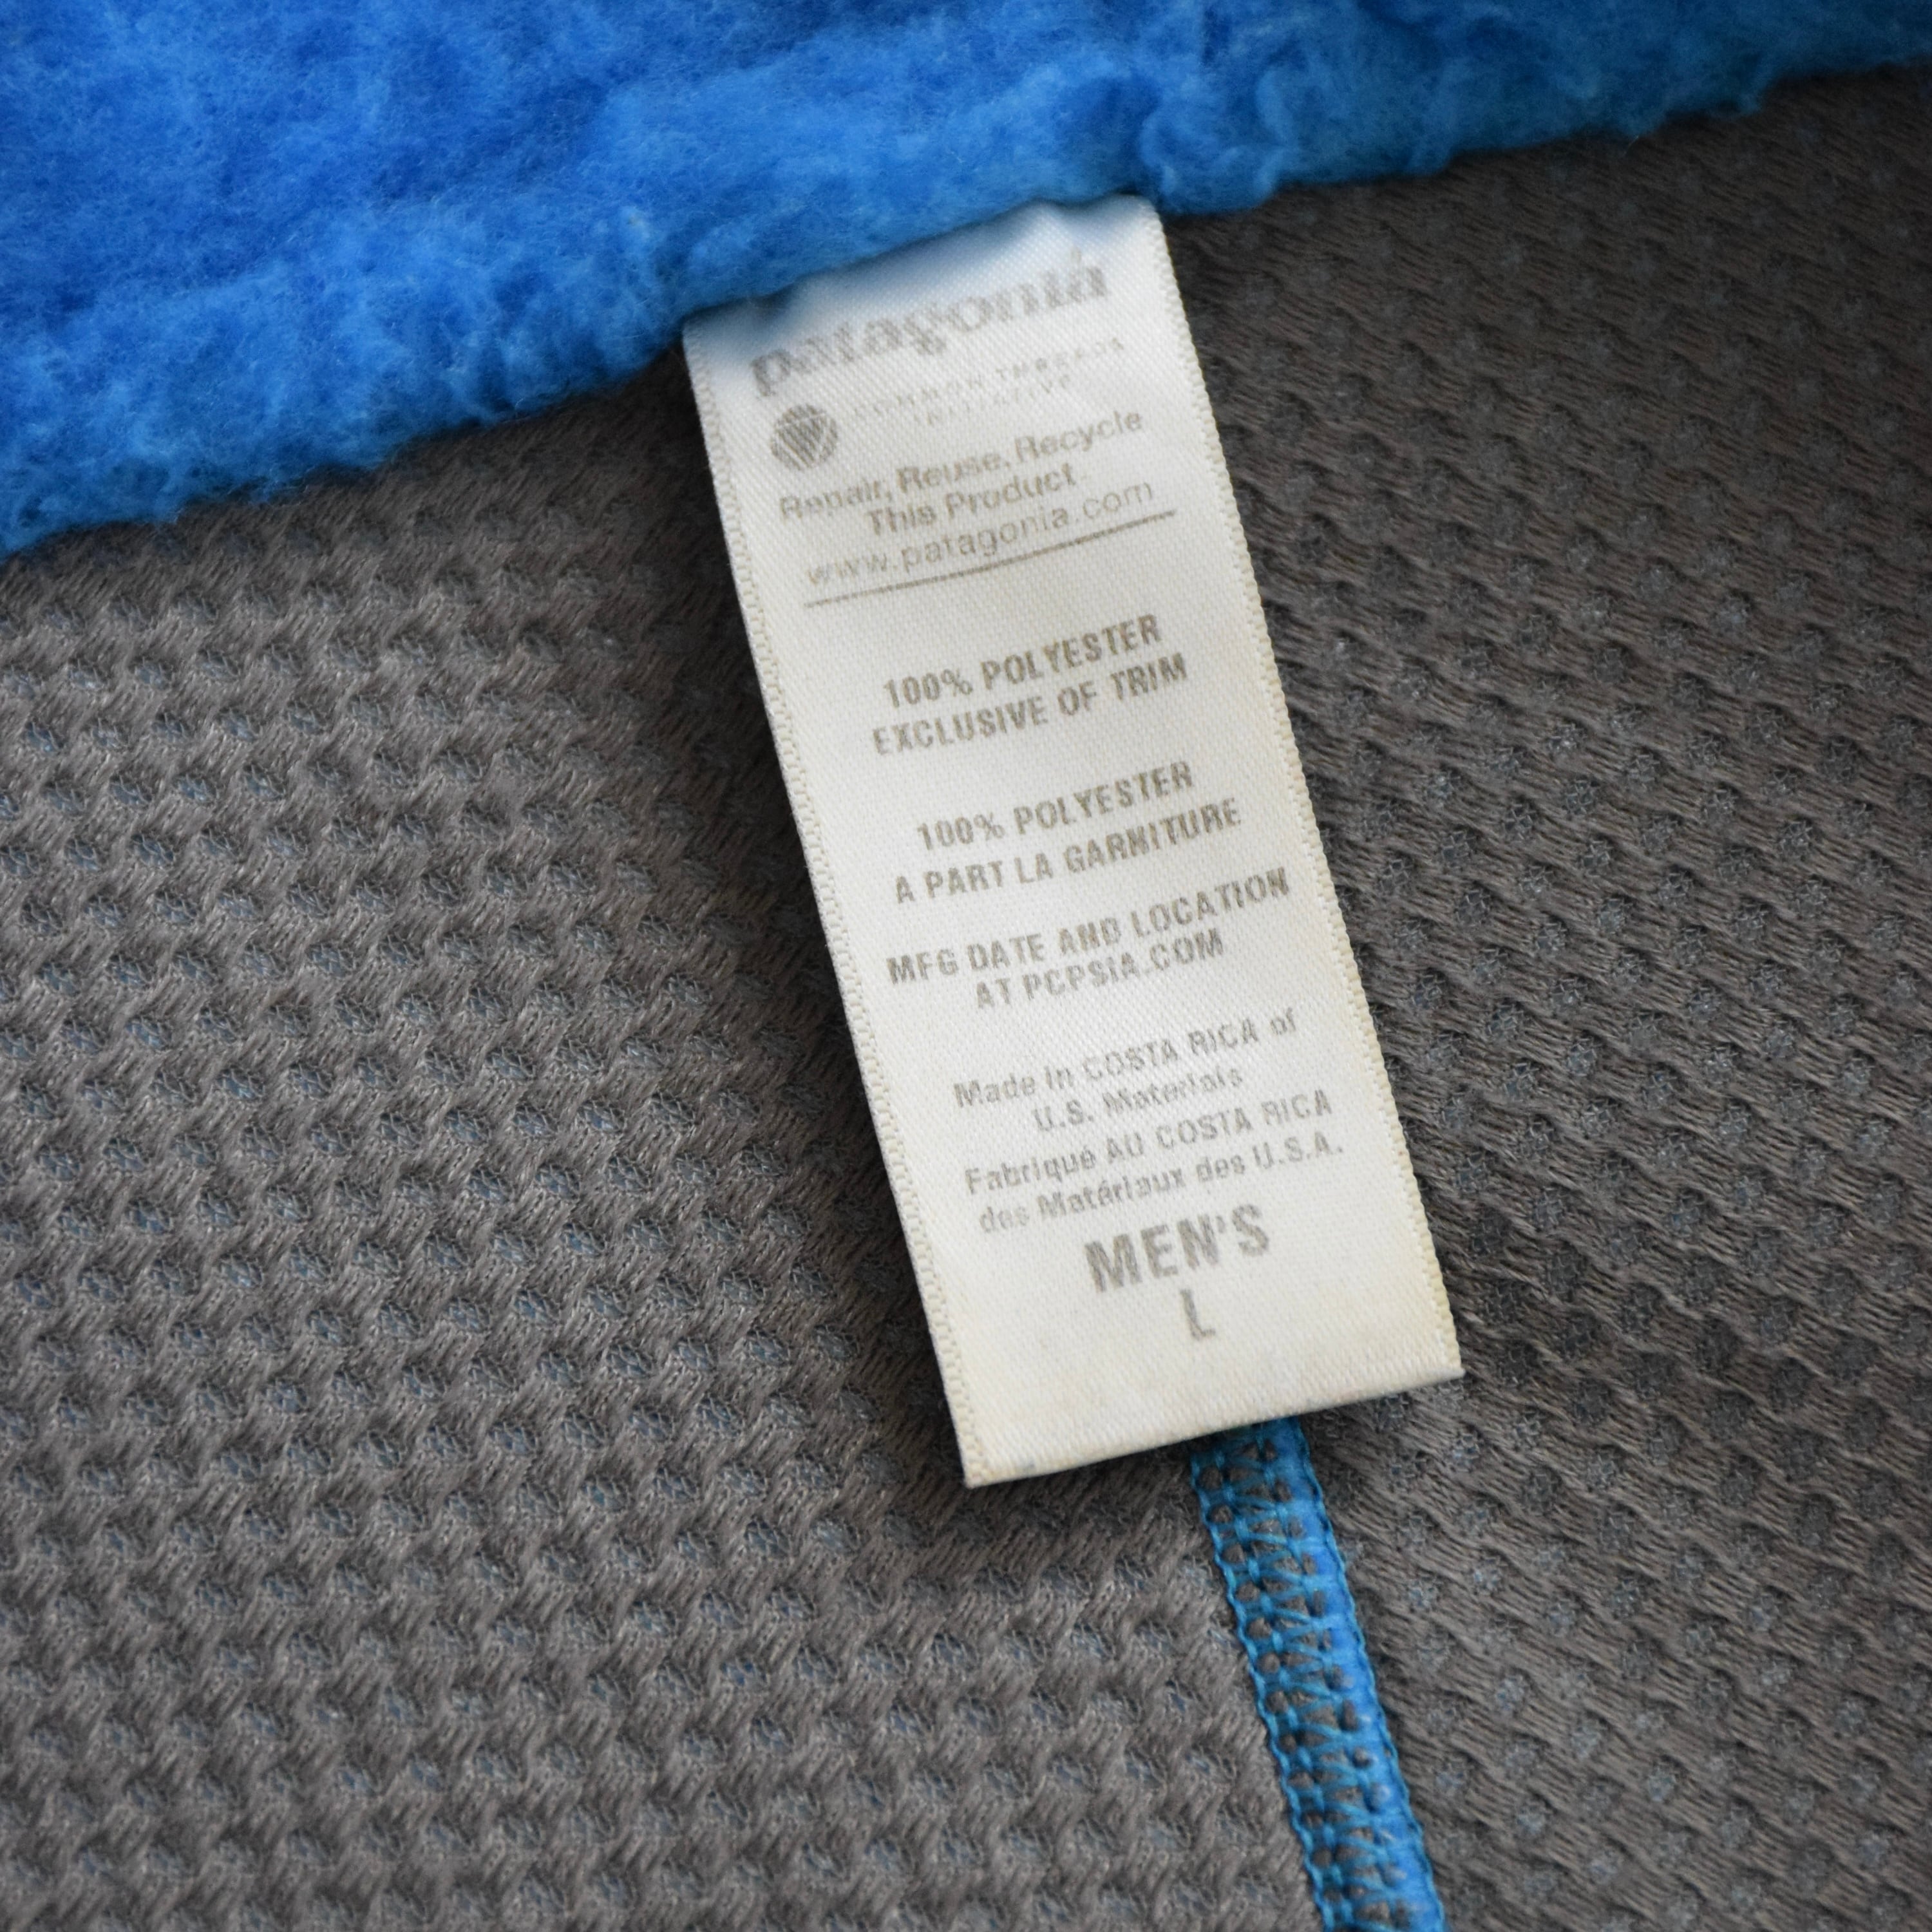 patagonia
COMMON THREADS
INITIATIVE
Repair, Reuse, Recycle
This Product
www.patagonia.com
100% POLYESTER
EXCLUSIVE OF TRIM
100% POLYESTER
A PART LA GARNITURE
MFG DATE AND LOCATION
AT PCPSIA.COM
Made in COSTA RICA of
U.S. Materials
Fabriqué AU COSTA RICA
des Matériaux des U.S.A.
MEN'S
L